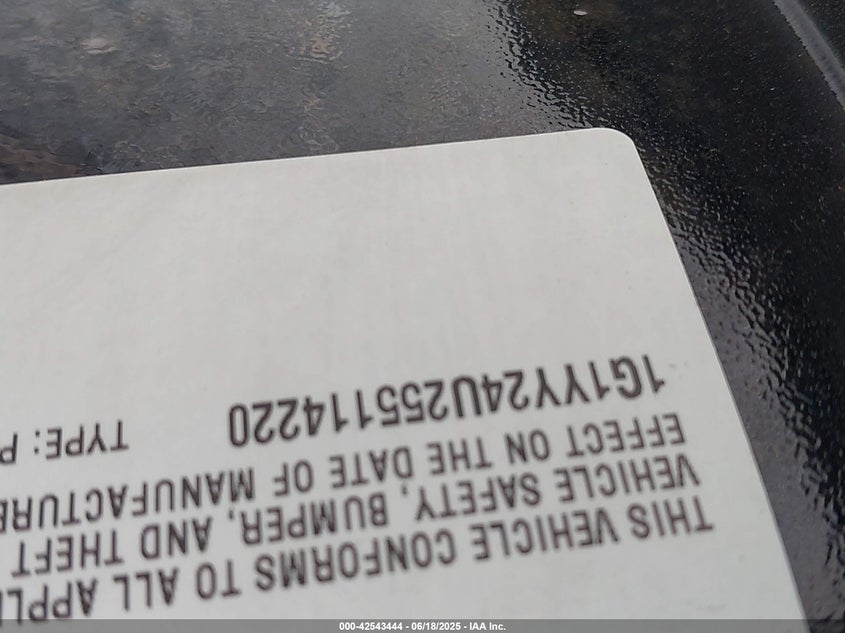 THIS VEHICLE CONFORMS TO ALL APPLI
VEHICLE SAFETY, BUMPER, AND THEFT
EFFECT ON THE DATE OF MANUFACTURE
1G1YY24U255114220 TYPE: P
000-42543444 - 06/18/2025 - IAA Inc.